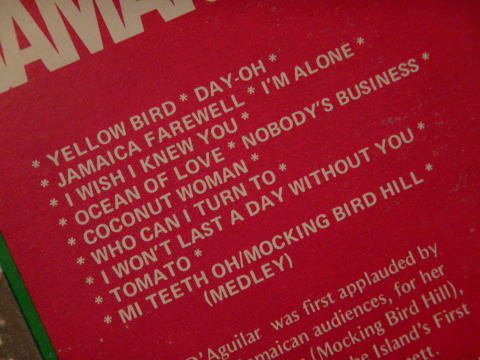 * YELLOW BIRD * DAY-OH *
* JAMAICA FAREWELL * I'M ALONE *
* I WISH I KNEW YOU *
* OCEAN OF LOVE * NOBODY'S BUSINESS *
* COCONUT WOMAN *
* WHO CAN I TURN TO *
* I WON'T LAST A DAY WITHOUT YOU *
* TOMATO *
* MI TEETH OH/MOCKING BIRD HILL *
(MEDLEY)
D'Aguilar was first applauded by
Jamaican audiences, for her
(Mocking Bird Hill),
the Island's First